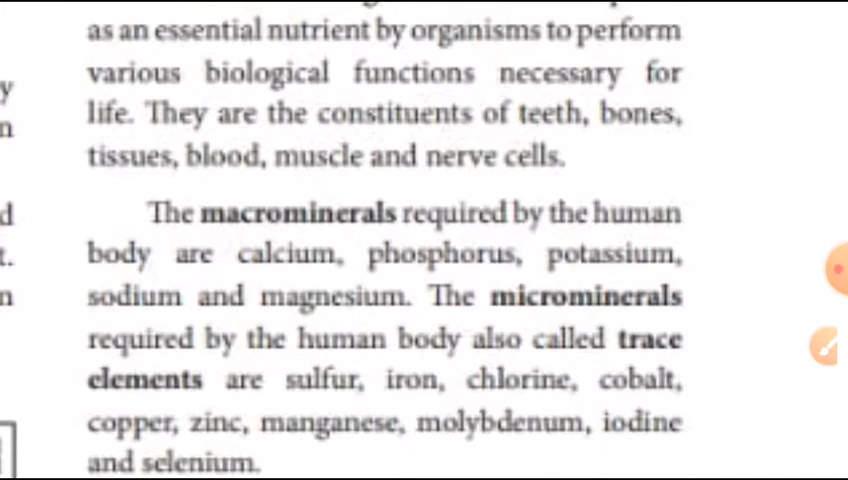 as an essential nutrient by organisms to perform
various biological functions necessary for
life. They are the constituents of teeth, bones,
tissues, blood, muscle and nerve cells.
The macrominerals required by the human
body are calcium, phosphorus, potassium,
sodium and magnesium. The microminerals
required by the human body also called trace
elements are sulfur, iron, chlorine, cobalt,
copper, zinc, manganese, molybdenum, iodine
and selenium.